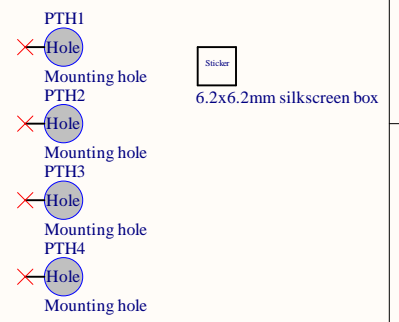 PTH1
Hole
Mounting hole
PTH2
Hole
Mounting hole
PTH3
Hole
Mounting hole
PTH4
Hole
Mounting hole
Sticker
6.2x6.2mm silkscreen box